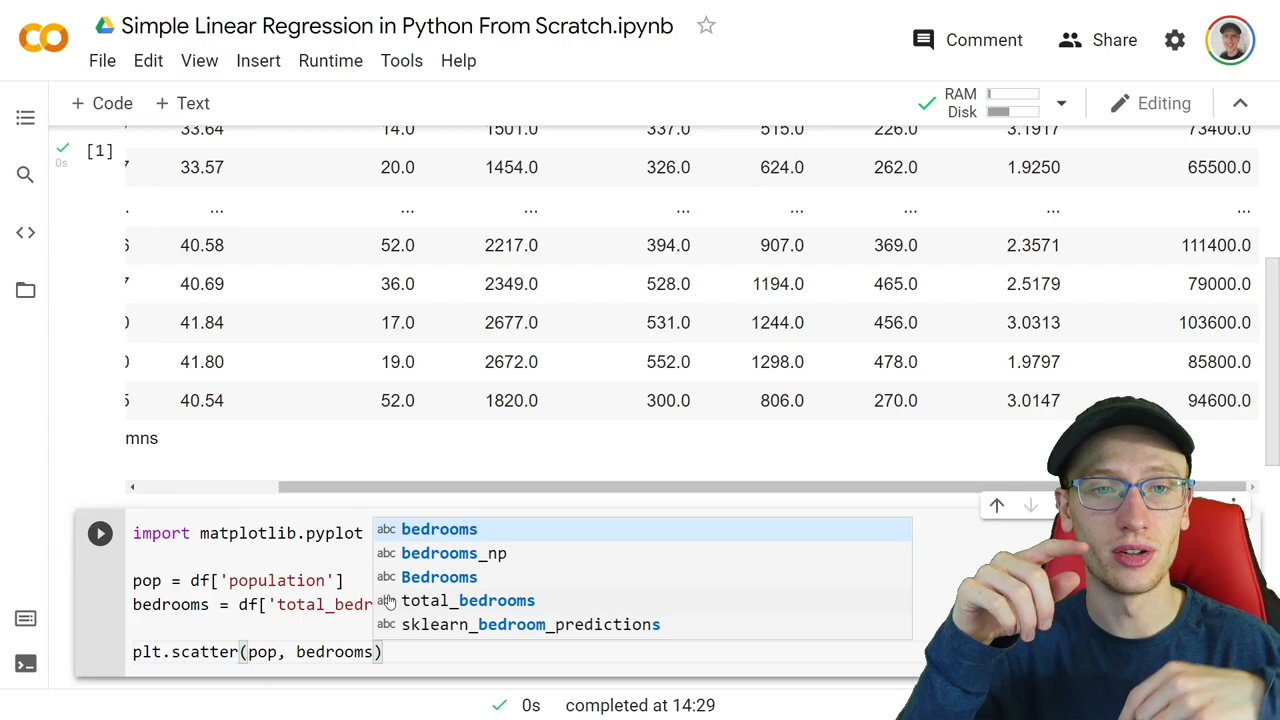 Simple Linear Regression in Python From Scratch.ipynb
Comment Share
File Edit View Insert Runtime Tools Help
+ Code + Text
RAM
Disk
Editing
[1]
33.64 14.0 1501.0 337.0 515.0 226.0 3.1917 73400.0
7 33.57 20.0 1454.0 326.0 624.0 262.0 1.9250 65500.0
. ... ... ... ... ... ... ... ...
6 40.58 52.0 2217.0 394.0 907.0 369.0 2.3571 111400.0
7 40.69 36.0 2349.0 528.0 1194.0 465.0 2.5179 79000.0
0 41.84 17.0 2677.0 531.0 1244.0 456.0 3.0313 103600.0
0 41.80 19.0 2672.0 552.0 1298.0 478.0 1.9797 85800.0
5 40.54 52.0 1820.0 300.0 806.0 270.0 3.0147 94600.0
mns
import matplotlib.pyplot
abc bedrooms
abc bedrooms_np
abc Bedrooms
total_bedrooms
abc sklearn_bedroom_predictions
pop = df['population']
bedrooms = df['total_bedr
plt.scatter(pop, bedrooms)
0s completed at 14:29